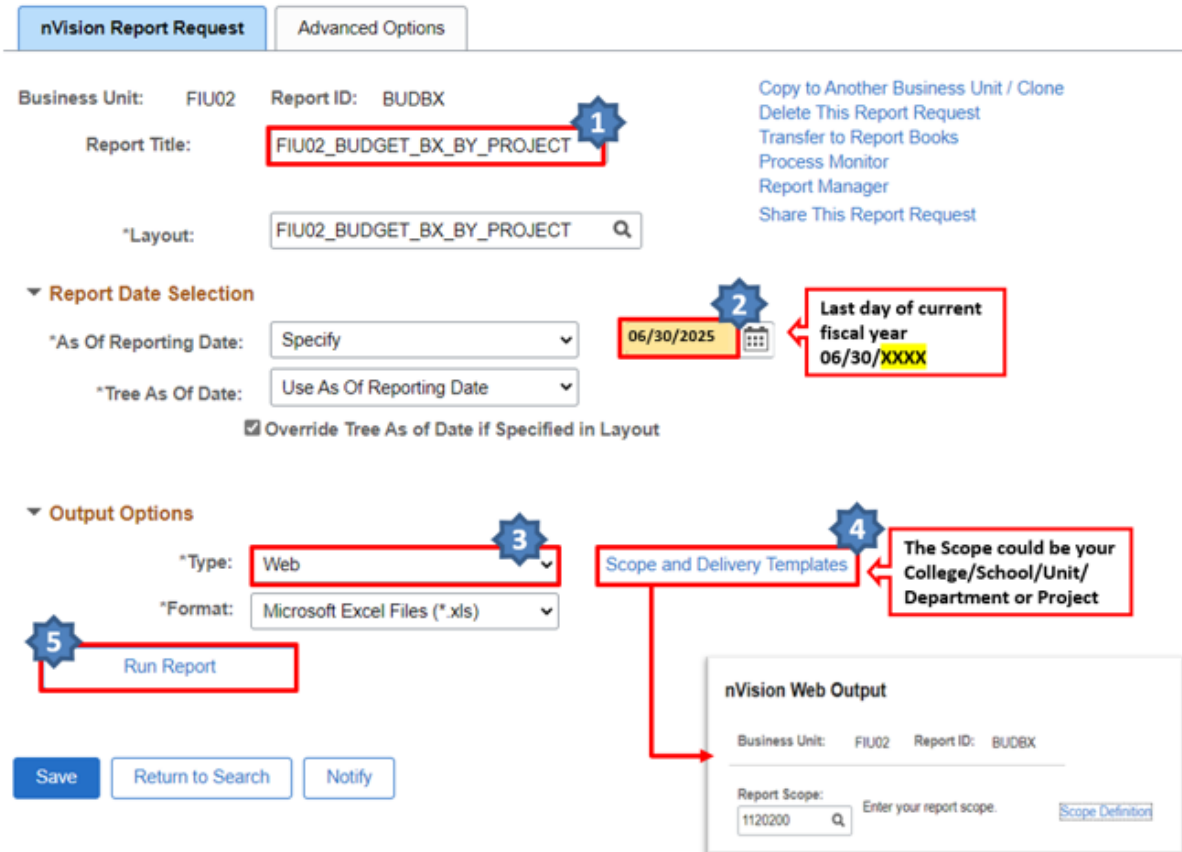 nVision Report Request
Advanced Options
Business Unit: FIU02 Report ID: BUDBX
Copy to Another Business Unit / Clone
Delete This Report Request
Transfer to Report Books
Process Monitor
Report Manager
Share This Report Request
1
Report Title: FIU02_BUDGET_BX_BY_PROJECT
*Layout: FIU02_BUDGET_BX_BY_PROJECT
Report Date Selection
2
*As Of Reporting Date: Specify 06/30/2025
Last day of current
fiscal year
06/30/XXXX
*Tree As Of Date: Use As Of Reporting Date
Override Tree As of Date if Specified in Layout
Output Options
3
*Type: Web
4
Scope and Delivery Templates
The Scope could be your
College/School/Unit/
Department or Project
*Format: Microsoft Excel Files (*.xls)
5
Run Report
Save Return to Search Notify
nVision Web Output
Business Unit: FIU02 Report ID: BUDBX
Report Scope:
1120200 Enter your report scope. Scope Definition